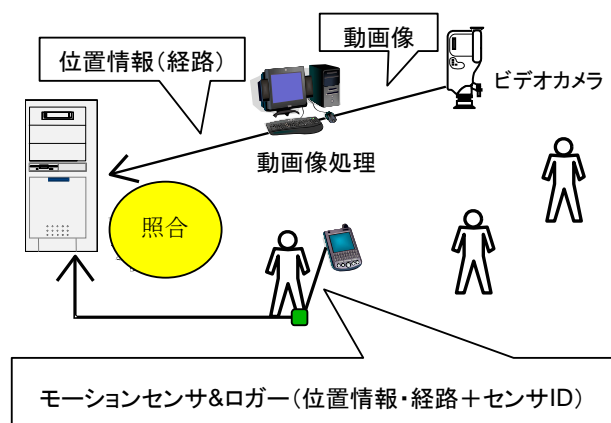 動画像
位置情報(経路)
ビデオカメラ
動画像処理
照合
モーションセンサ&ロガー(位置情報・経路+センサID)